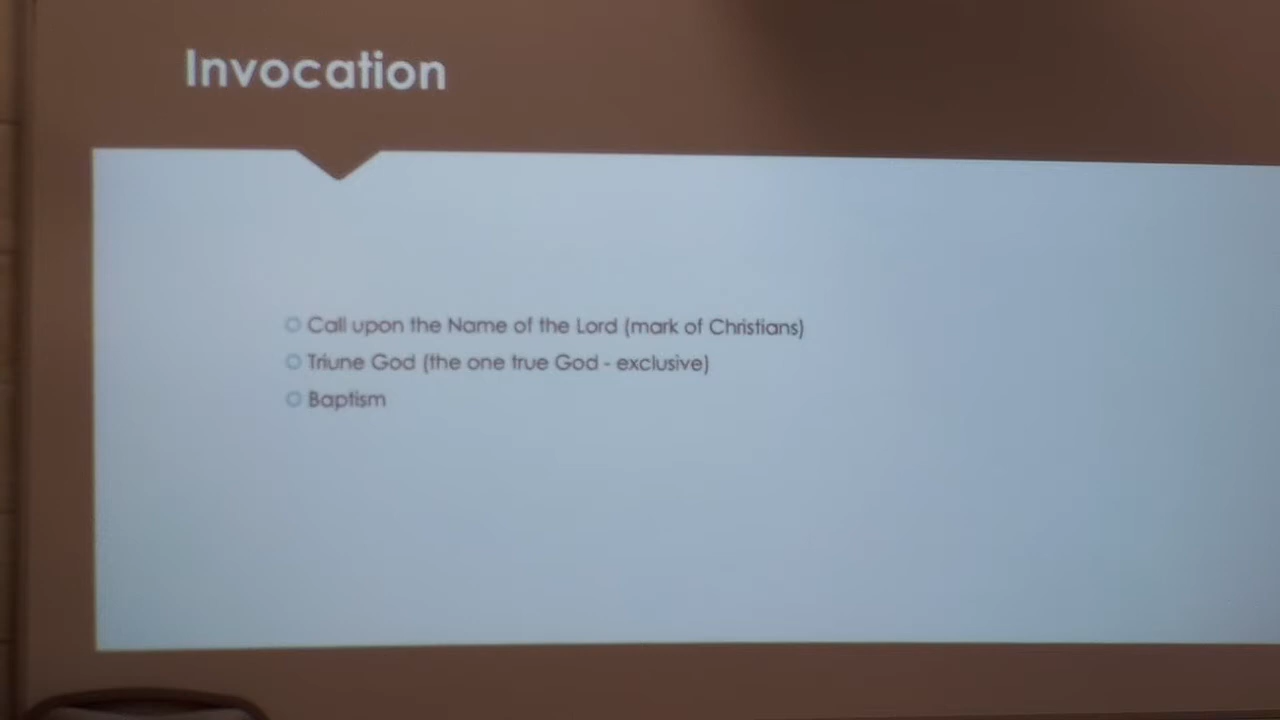 Invocation
Call upon the Name of the Lord (mark of Christians)
Triune God (the one true God - exclusive)
Baptism